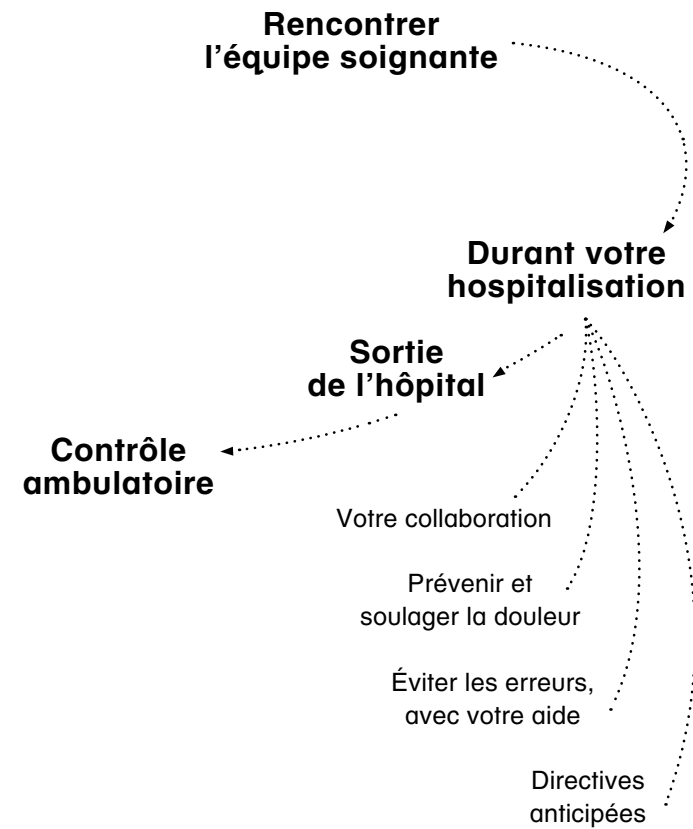 Rencontrer
l’équipe soignante
Durant votre
hospitalisation
Sortie
de l’hôpital
Contrôle
ambulatoire
Votre collaboration
Prévenir et
soulager la douleur
Éviter les erreurs,
avec votre aide
Directives
anticipées